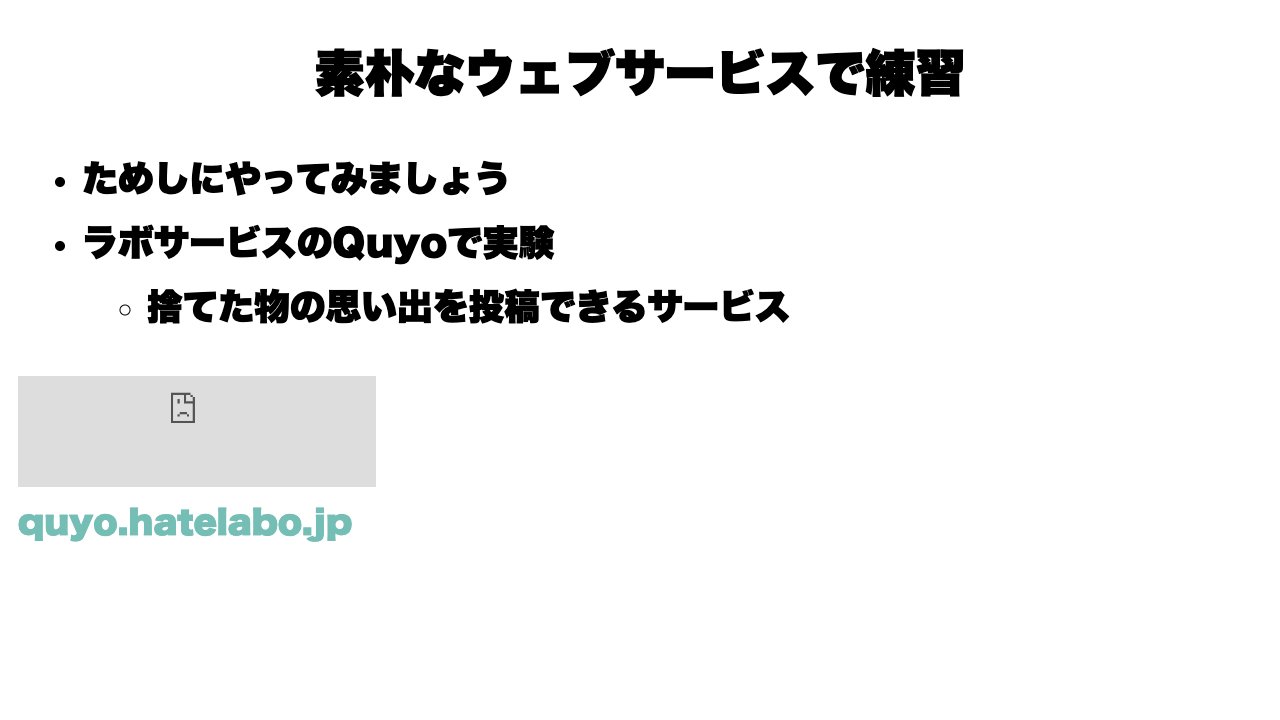 素朴なウェブサービスで練習
ためしにやってみましょう
ラボサービスのQuyoで実験
捨てた物の思い出を投稿できるサービス
quyo.hatelabo.jp